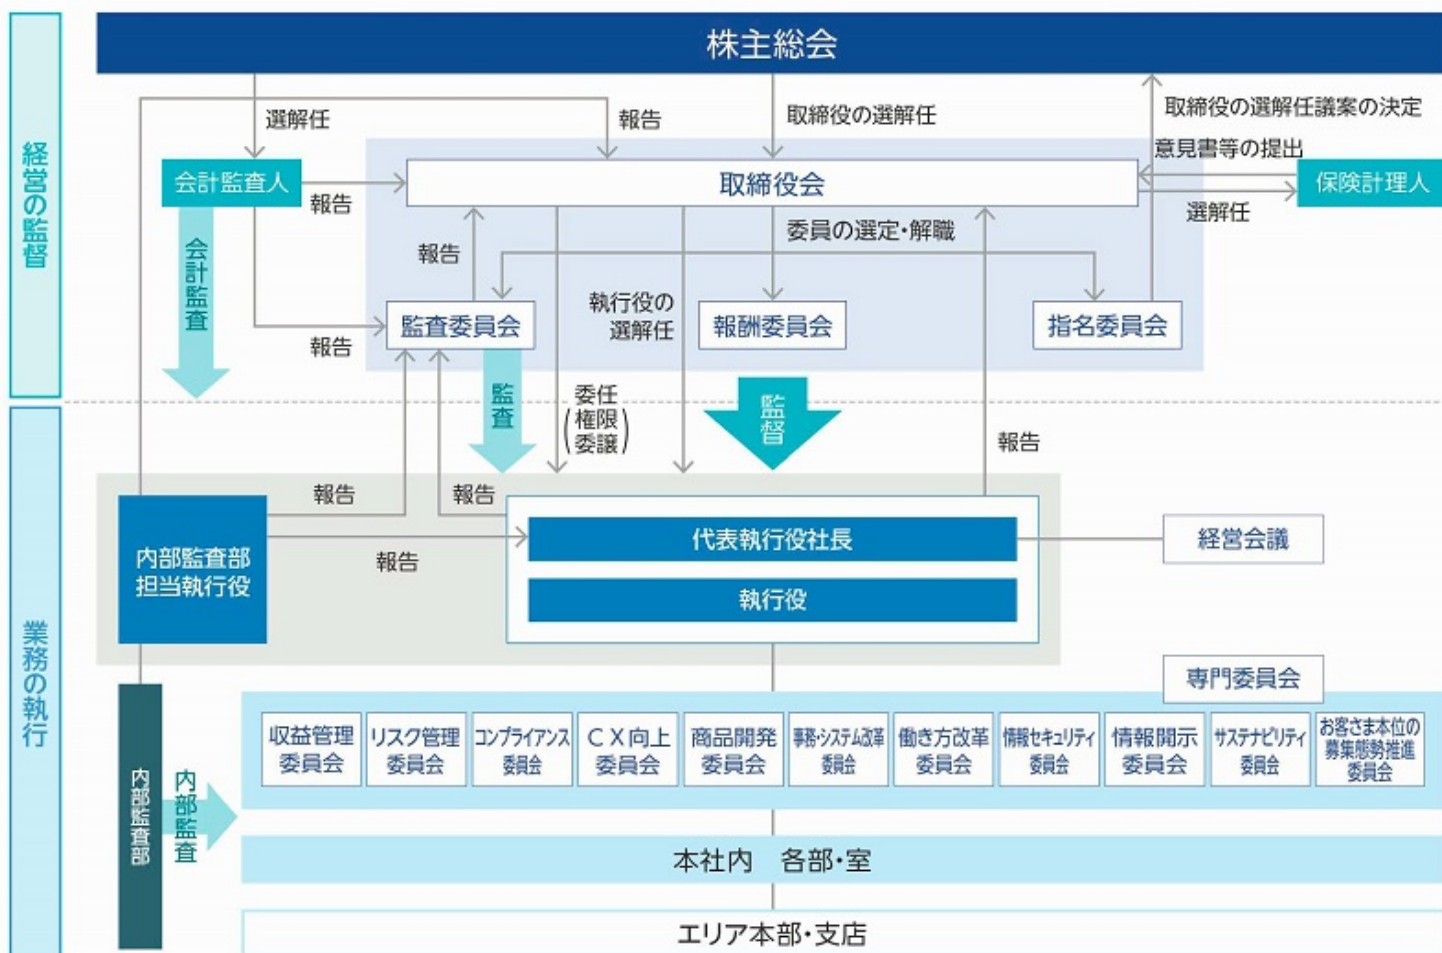 株主総会
経営の監督
選解任
報告
取締役の選解任
取締役の選解任議案の決定
意見書等の提出
会計監査人
報告
取締役会
保険計理人
選解任
委員の選定・解職
報告
会計監査
執行役の
選解任
監査委員会
報酬委員会
指名委員会
報告
監査
委任
(権限
委譲)
監督
報告
業務の執行
報告
報告
内部監査部
担当執行役
報告
代表執行役社長
執行役
経営会議
専門委員会
収益管理
委員会
リスク管理
委員会
コンプライアンス
委員会
CX向上
委員会
商品開発
委員会
事務・システム改革
委員会
働き方改革
委員会
情報セキュリティ
委員会
情報開示
委員会
サステナビリティ
委員会
お客さま本位の
募集態勢推進
委員会
内部監査部
内部監査
本社内 各部・室
エリア本部・支店